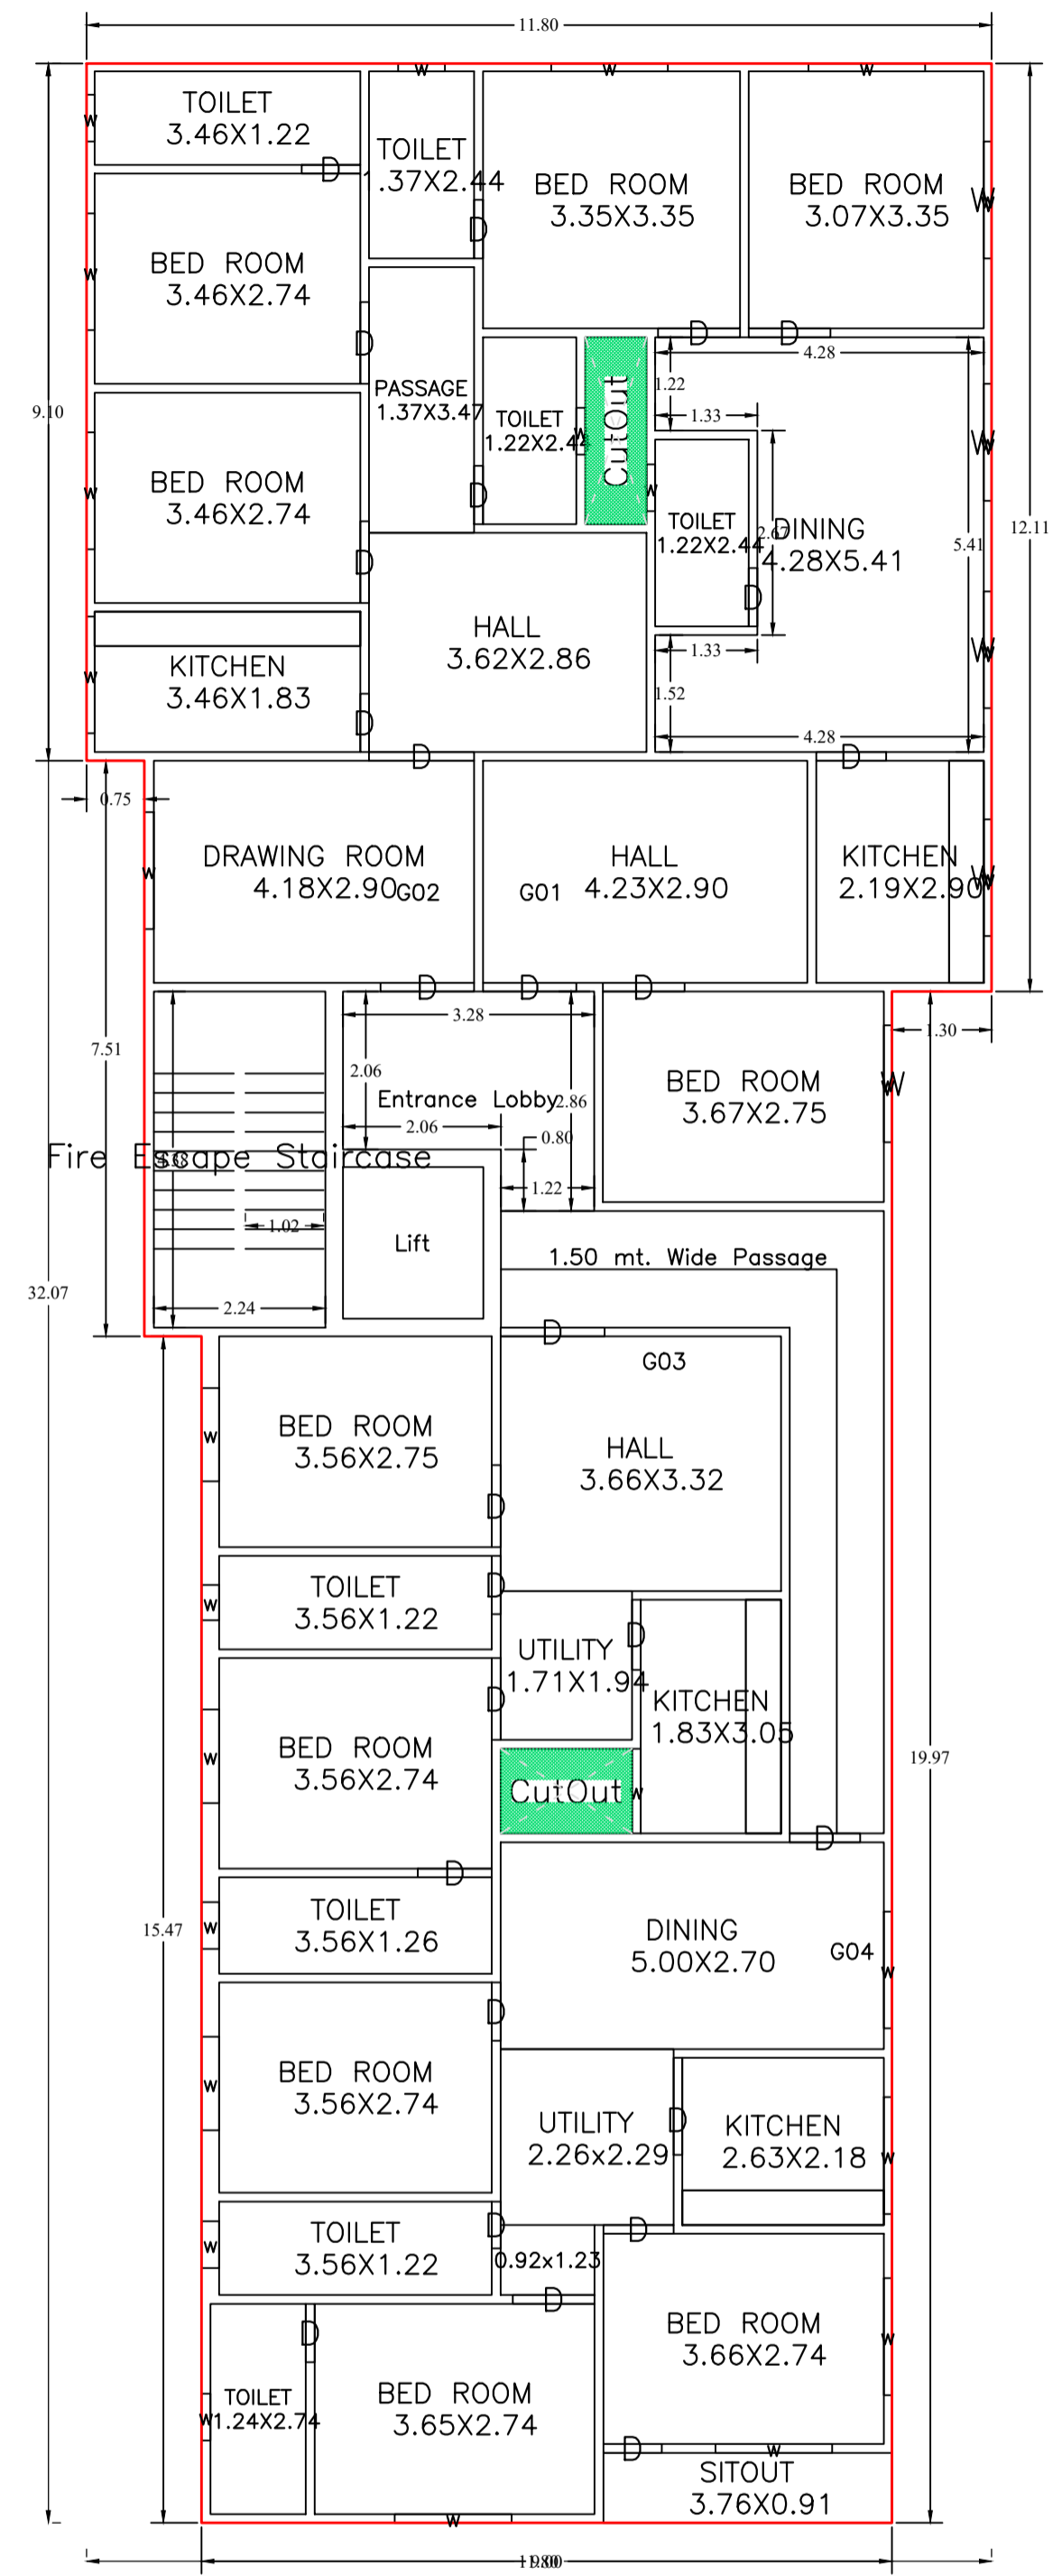 11.80
TOILET
3.46X1.22
TOILET
1.37X2.44
BED ROOM
3.35X3.35
BED ROOM
3.07X3.35
W
W
W
W
W
D
D
BED ROOM
3.46X2.74
W
D
D
D
4.28
1.22
1.33
CutOut
PASSAGE
1.37X3.47
TOILET
1.22X2.44
W
9.10
W
BED ROOM
3.46X2.74
W
D
W
TOILET
1.22X2.44
2.67
DINING
4.28X5.41
5.41
12.11
D
D
HALL
3.62X2.86
KITCHEN
3.46X1.83
W
D
1.33
1.52
W
4.28
D
D
0.75
DRAWING ROOM
4.18X2.90
G02
W
G01
HALL
4.23X2.90
KITCHEN
2.19X2.90
W
D
D
D
3.28
1.30
7.51
2.06
Entrance Lobby
2.86
2.06
0.80
1.22
BED ROOM
3.67X2.75
W
Fire Escape Staircase
1.02
Lift
1.50 mt. Wide Passage
32.07
2.24
D
G03
BED ROOM
3.56X2.75
W
D
HALL
3.66X3.32
TOILET
3.56X1.22
W
D
UTILITY
1.71X1.94
D
KITCHEN
1.83X3.05
BED ROOM
3.56X2.74
W
D
CutOut
W
19.97
D
D
TOILET
3.56X1.26
W
15.47
DINING
5.00X2.70
G04
W
D
BED ROOM
3.56X2.74
W
UTILITY
2.26x2.29
D
KITCHEN
2.63X2.18
W
TOILET
3.56X1.22
W
D
D
0.92x1.23
D
D
BED ROOM
3.66X2.74
W
TOILET
1.24X2.74
W
BED ROOM
3.65X2.74
W
D
W
SITOUT
3.76X0.91